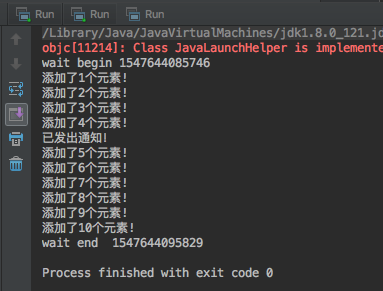 Run Run Run
/Library/Java/JavaVirtualMachines/jdk1.8.0_121.jd
objc[11214]: Class JavaLaunchHelper is implemente
wait begin 1547644085746
添加了1个元素!
添加了2个元素!
添加了3个元素!
添加了4个元素!
已发出通知!
添加了5个元素!
添加了6个元素!
添加了7个元素!
添加了8个元素!
添加了9个元素!
添加了10个元素!
wait end  1547644095829
Process finished with exit code 0